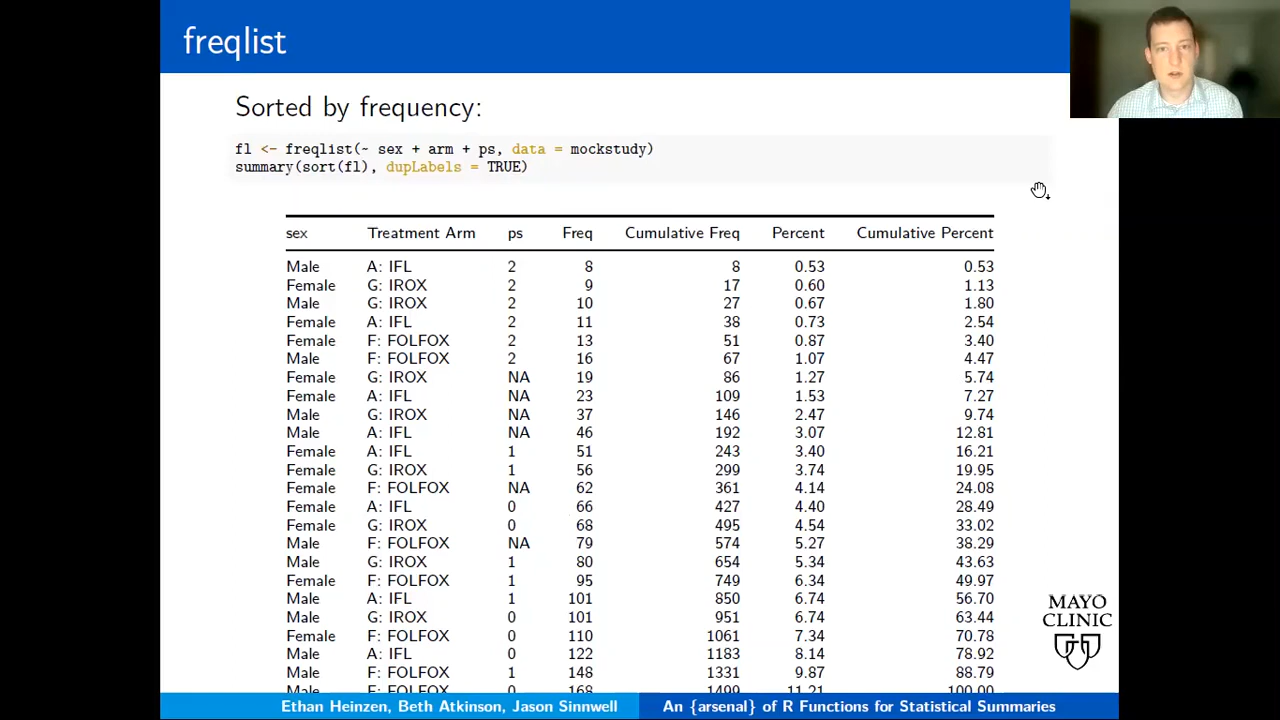 freqlist
Sorted by frequency:
fl <- freqlist(~ sex + arm + ps, data = mockstudy)
summary(sort(fl), dupLabels = TRUE)
sex Treatment Arm ps Freq Cumulative Freq Percent Cumulative Percent
Male A: IFL 2 8 8 0.53 0.53
Female G: IROX 2 9 17 0.60 1.13
Male G: IROX 2 10 27 0.67 1.80
Female A: IFL 2 11 38 0.73 2.54
Female F: FOLFOX 2 13 51 0.87 3.40
Male F: FOLFOX 2 16 67 1.07 4.47
Female G: IROX NA 19 86 1.27 5.74
Female A: IFL NA 23 109 1.53 7.27
Male G: IROX NA 37 146 2.47 9.74
Male A: IFL NA 46 192 3.07 12.81
Female A: IFL 1 51 243 3.40 16.21
Female G: IROX 1 56 299 3.74 19.95
Female F: FOLFOX NA 62 361 4.14 24.08
Female A: IFL 0 66 427 4.40 28.49
Female G: IROX 0 68 495 4.54 33.02
Male F: FOLFOX NA 79 574 5.27 38.29
Male G: IROX 1 80 654 5.34 43.63
Female F: FOLFOX 1 95 749 6.34 49.97
Male A: IFL 1 101 850 6.74 56.70
Male G: IROX 0 101 951 6.74 63.44
Female F: FOLFOX 0 110 1061 7.34 70.78
Male A: IFL 0 122 1183 8.14 78.92
Male F: FOLFOX 1 148 1331 9.87 88.79
Male F: FOLFOX 0 168 1499 11.21 100.00
MAYO
CLINIC
Ethan Heinzen, Beth Atkinson, Jason Sinnwell An {arsenal} of R Functions for Statistical Summaries